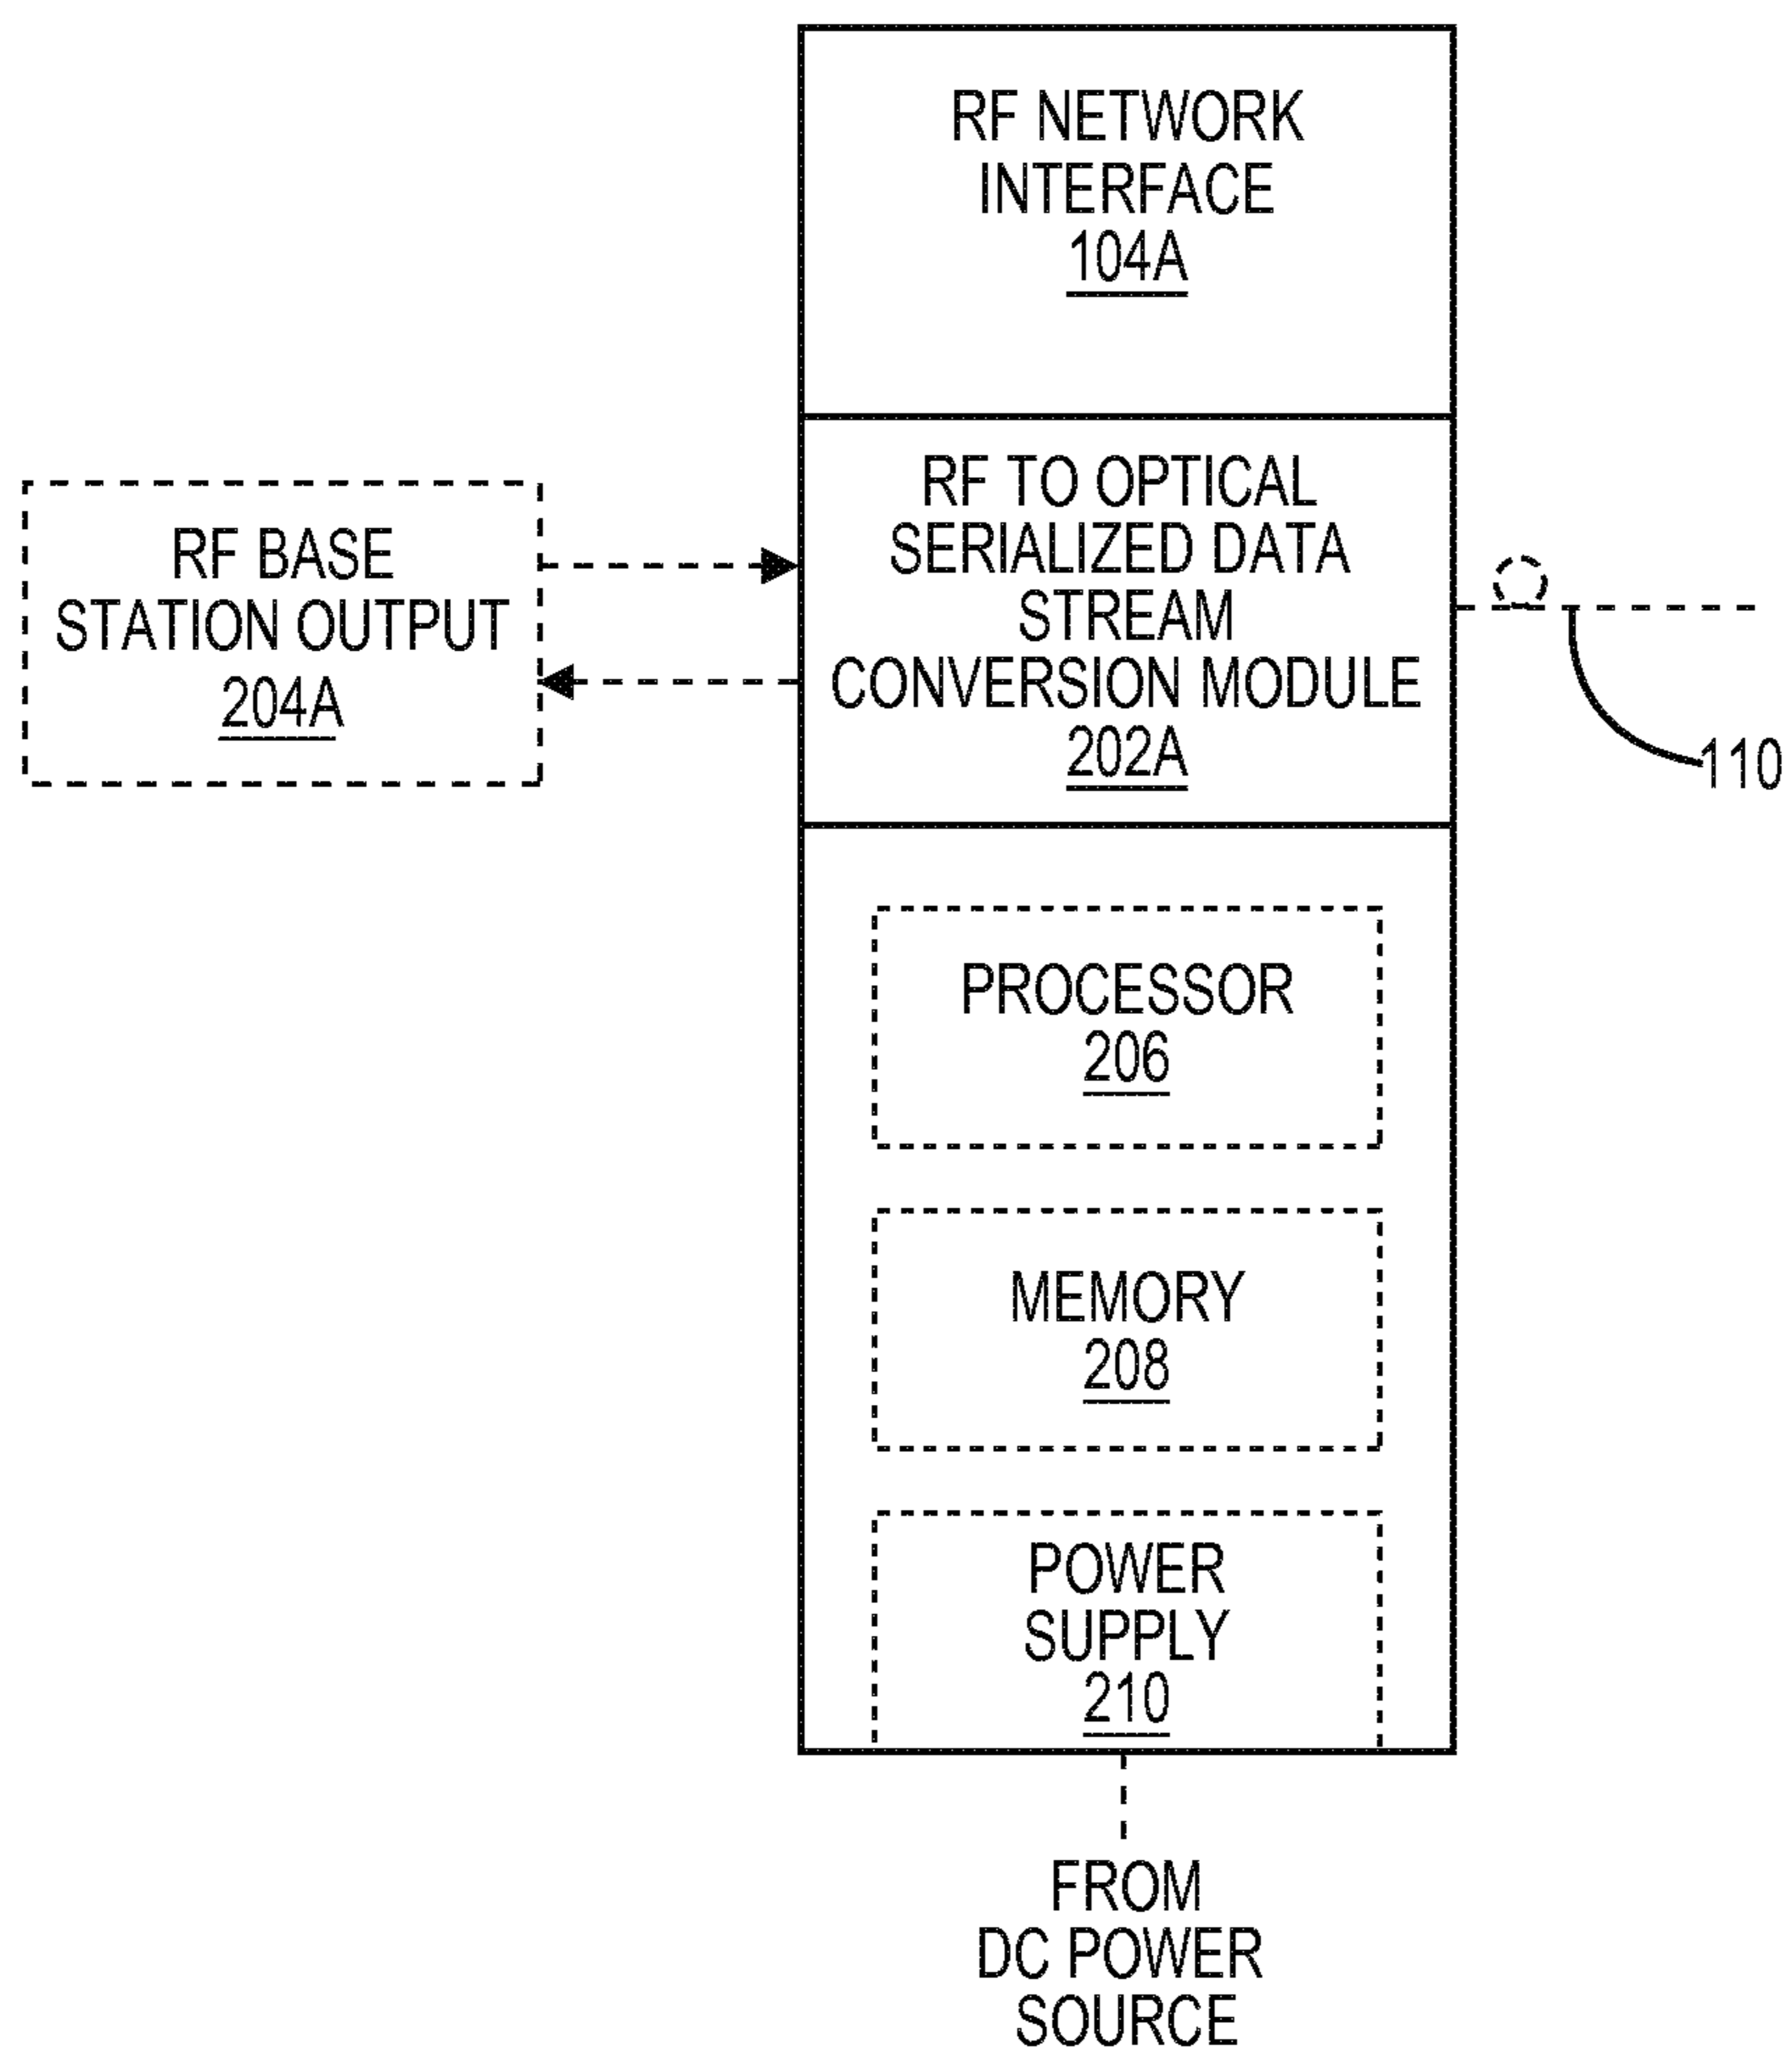 RF NETWORK
INTERFACE
104A
RF TO OPTICAL
SERIALIZED DATA
STREAM
CONVERSION MODULE
202A
RF BASE
STATION OUTPUT
204A
110
PROCESSOR
206
MEMORY
208
POWER
SUPPLY
210
FROM
DC POWER
SOURCE